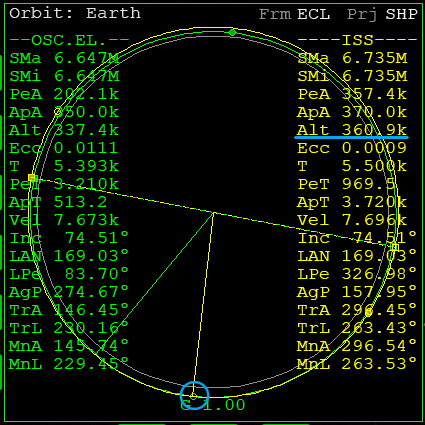 Orbit: Earth Frm ECL Prj SHP
--OSC.EL.-- ----ISS----
SMa 6.647M SMa 6.735M
SMi 6.647M SMi 6.735M
PeA 202.1k PeA 357.4k
ApA 350.0k ApA 370.0k
Alt 337.4k Alt 360.9k
Ecc 0.0111 Ecc 0.0009
T 5.393k T 5.500k
PeT 3.210k PeT 969.5
ApT 513.2 ApT 3.720k
Vel 7.673k Vel 7.696k
Inc 74.51° Inc 74.51°
LAN 169.03° LAN 169.03°
LPe 83.70° LPe 326.98°
AgP 274.67° AgP 157.95°
TrA 146.45° TrA 296.45°
TrL 230.16° TrL 263.43°
MnA 145.74° MnA 296.54°
MnL 229.45° MnL 263.53°
G 1.00